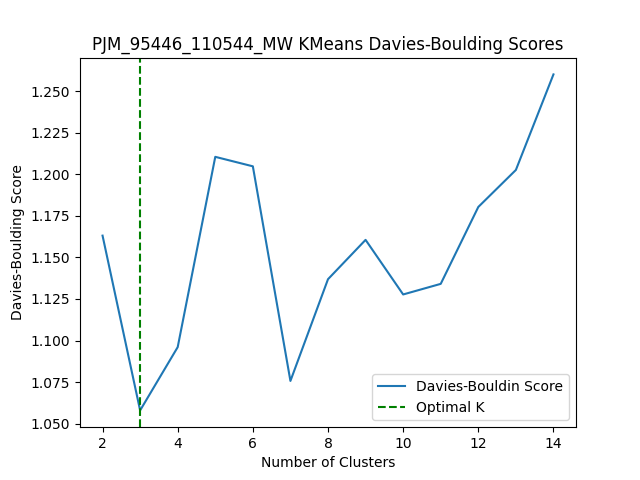 PJM_95446_110544_MW KMeans Davies-Boulding Scores
Davies-Boulding Score
1.250
1.225
1.200
1.175
1.150
1.125
1.100
1.075
1.050
Davies-Bouldin Score
Optimal K
2 4 6 8 10 12 14
Number of Clusters